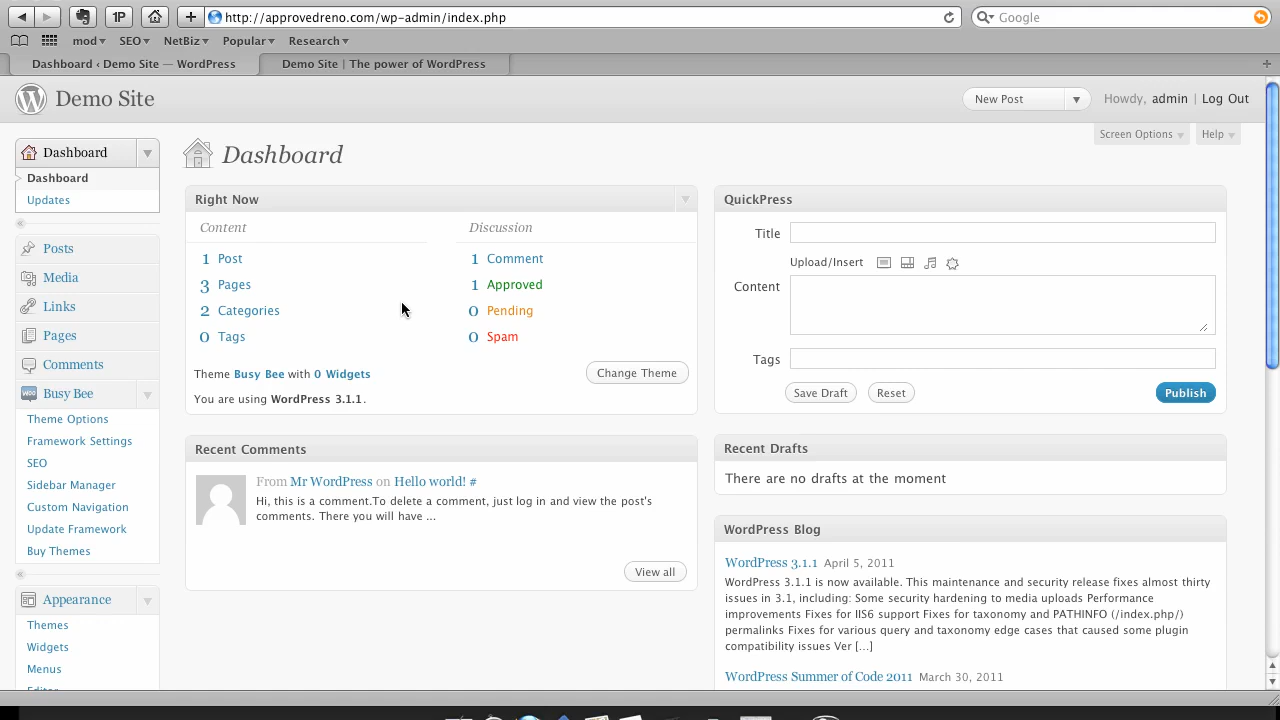 1P
http://approvedreno.com/wp-admin/index.php
Google
mod SEO NetBiz Popular Research
Dashboard ‹ Demo Site — WordPress
Demo Site | The power of WordPress
Demo Site
New Post
Howdy, admin | Log Out
Screen Options
Help
Dashboard
Dashboard
Updates
Posts
Media
Links
Pages
Comments
Busy Bee
Theme Options
Framework Settings
SEO
Sidebar Manager
Custom Navigation
Update Framework
Buy Themes
Appearance
Themes
Widgets
Menus
Editor
Dashboard
Right Now
Content
1 Post
3 Pages
2 Categories
0 Tags
Discussion
1 Comment
1 Approved
0 Pending
0 Spam
Theme Busy Bee with 0 Widgets
Change Theme
You are using WordPress 3.1.1.
Recent Comments
From Mr WordPress on Hello world! #
Hi, this is a comment.To delete a comment, just log in and view the post's
comments. There you will have ...
View all
QuickPress
Title
Upload/Insert
Content
Tags
Save Draft
Reset
Publish
Recent Drafts
There are no drafts at the moment
WordPress Blog
WordPress 3.1.1 April 5, 2011
WordPress 3.1.1 is now available. This maintenance and security release fixes almost thirty
issues in 3.1, including: Some security hardening to media uploads Performance
improvements Fixes for IIS6 support Fixes for taxonomy and PATHINFO (/index.php/)
permalinks Fixes for various query and taxonomy edge cases that caused some plugin
compatibility issues Ver [...]
WordPress Summer of Code 2011 March 30, 2011